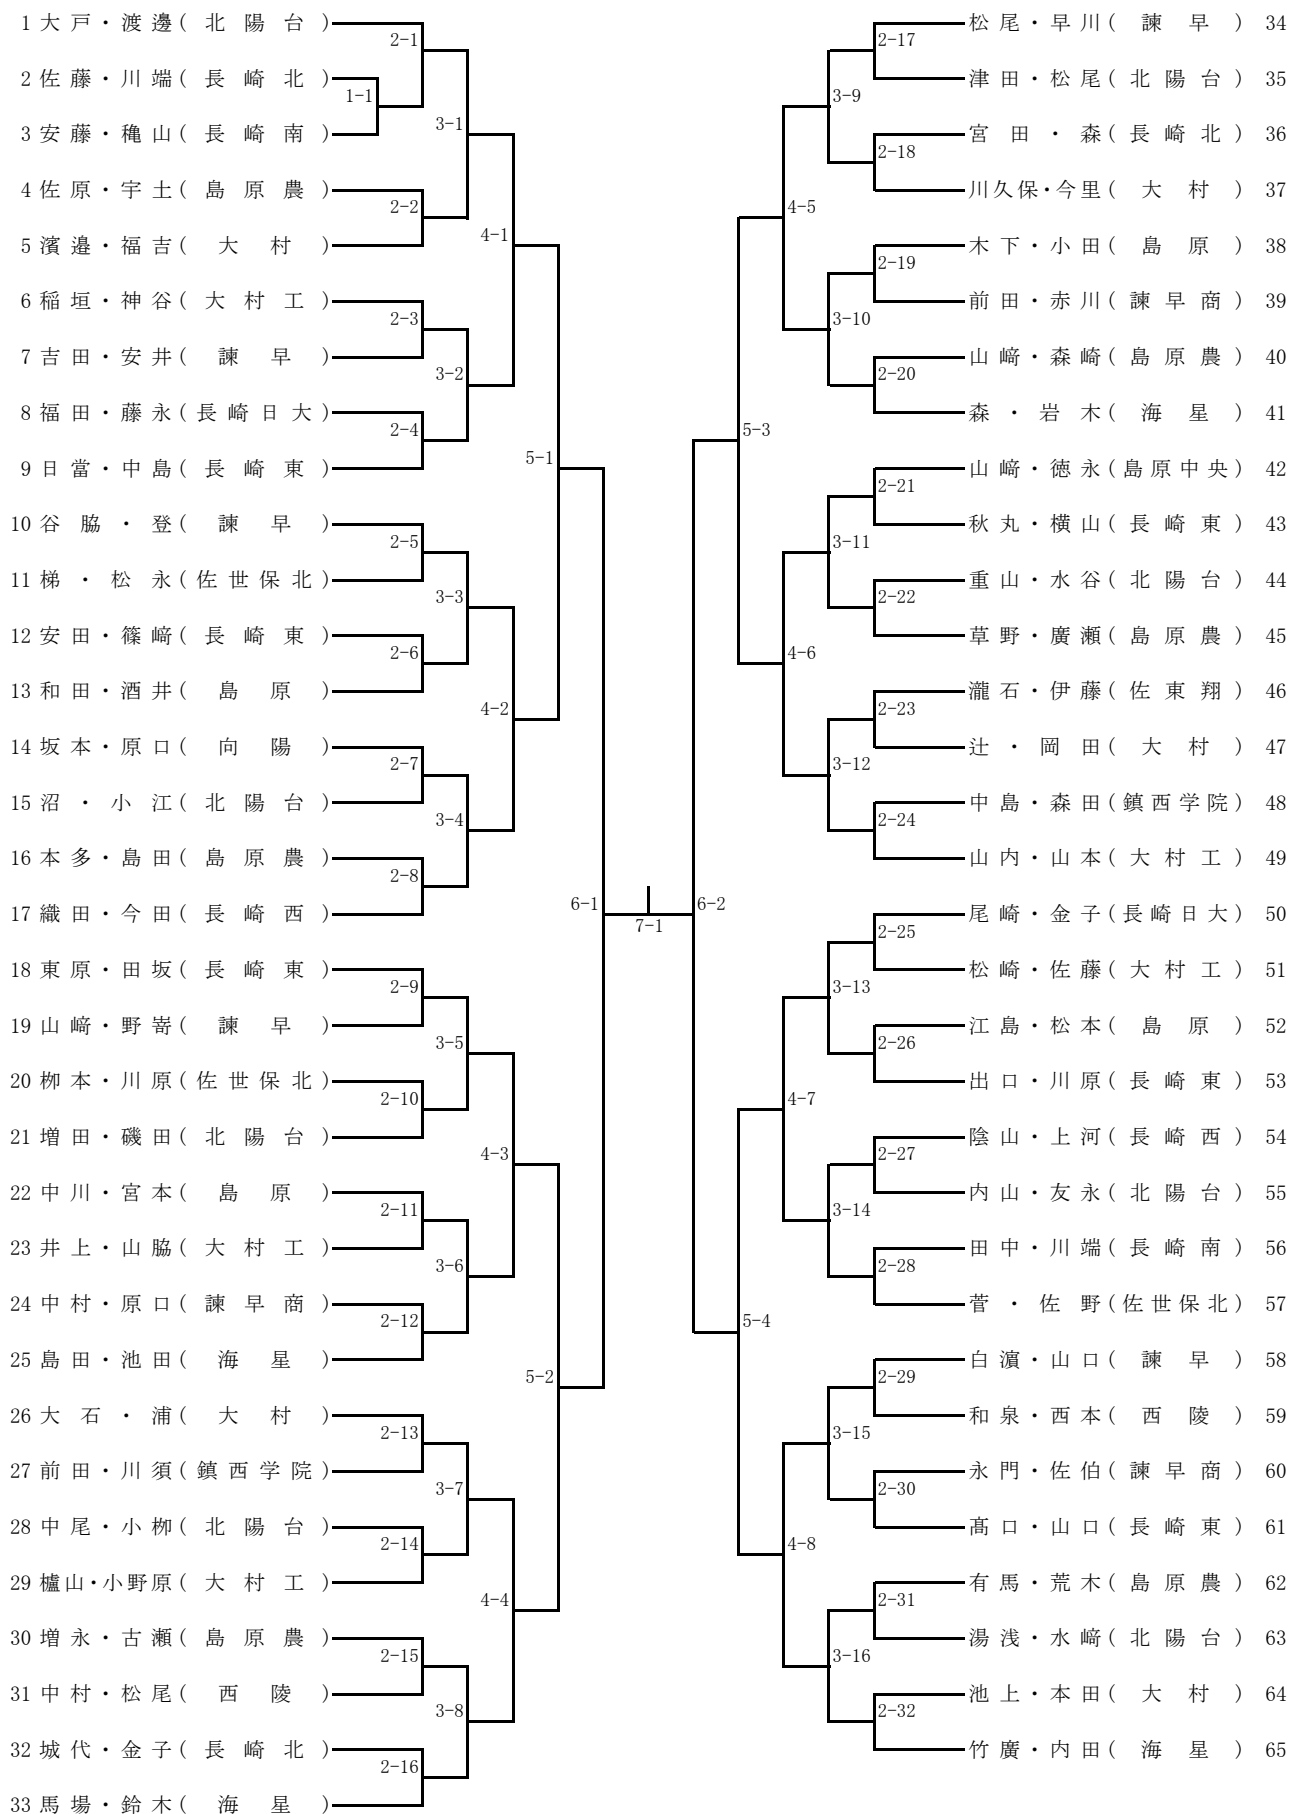 1 大戸・渡邊(北陽台)
2-1
2 佐藤・川端(長崎北)
1-1
3 安藤・穐山(長崎南)
3-1
4 佐原・宇土(島原農)
2-2
5 濱邉・福吉(大村)
4-1
6 稲垣・神谷(大村工)
2-3
7 吉田・安井(諫早)
3-2
8 福田・藤永(長崎日大)
2-4
9 日當・中島(長崎東)
5-1
10 谷脇・登(諫早)
2-5
11 梯・松永(佐世保北)
3-3
12 安田・篠﨑(長崎東)
2-6
13 和田・酒井(島原)
4-2
14 坂本・原口(向陽)
2-7
15 沼・小江(北陽台)
3-4
16 本多・島田(島原農)
2-8
17 織田・今田(長崎西)
6-1
7-1
18 東原・田坂(長崎東)
2-9
19 山﨑・野嵜(諫早)
3-5
20 栁本・川原(佐世保北)
2-10
21 増田・磯田(北陽台)
4-3
22 中川・宮本(島原)
2-11
23 井上・山脇(大村工)
3-6
24 中村・原口(諫早商)
2-12
25 島田・池田(海星)
5-2
26 大石・浦(大村)
2-13
27 前田・川須(鎮西学院)
3-7
28 中尾・小栁(北陽台)
2-14
29 櫨山・小野原(大村工)
4-4
30 増永・古瀬(島原農)
2-15
31 中村・松尾(西陵)
3-8
32 城代・金子(長崎北)
2-16
33 馬場・鈴木(海星)
松尾・早川(諫早) 34
2-17
津田・松尾(北陽台) 35
3-9
宮田・森(長崎北) 36
2-18
川久保・今里(大村) 37
4-5
木下・小田(島原) 38
2-19
前田・赤川(諫早商) 39
3-10
山﨑・森崎(島原農) 40
2-20
森・岩木(海星) 41
5-3
山﨑・徳永(島原中央) 42
2-21
秋丸・横山(長崎東) 43
3-11
重山・水谷(北陽台) 44
2-22
草野・廣瀬(島原農) 45
4-6
瀧石・伊藤(佐東翔) 46
2-23
辻・岡田(大村) 47
3-12
中島・森田(鎮西学院) 48
2-24
山内・山本(大村工) 49
6-2
尾崎・金子(長崎日大) 50
2-25
松崎・佐藤(大村工) 51
3-13
江島・松本(島原) 52
2-26
出口・川原(長崎東) 53
4-7
陰山・上河(長崎西) 54
2-27
内山・友永(北陽台) 55
3-14
田中・川端(長崎南) 56
2-28
菅・佐野(佐世保北) 57
5-4
白濵・山口(諫早) 58
2-29
和泉・西本(西陵) 59
3-15
永門・佐伯(諫早商) 60
2-30
髙口・山口(長崎東) 61
4-8
有馬・荒木(島原農) 62
2-31
湯浅・水﨑(北陽台) 63
3-16
池上・本田(大村) 64
2-32
竹廣・内田(海星) 65